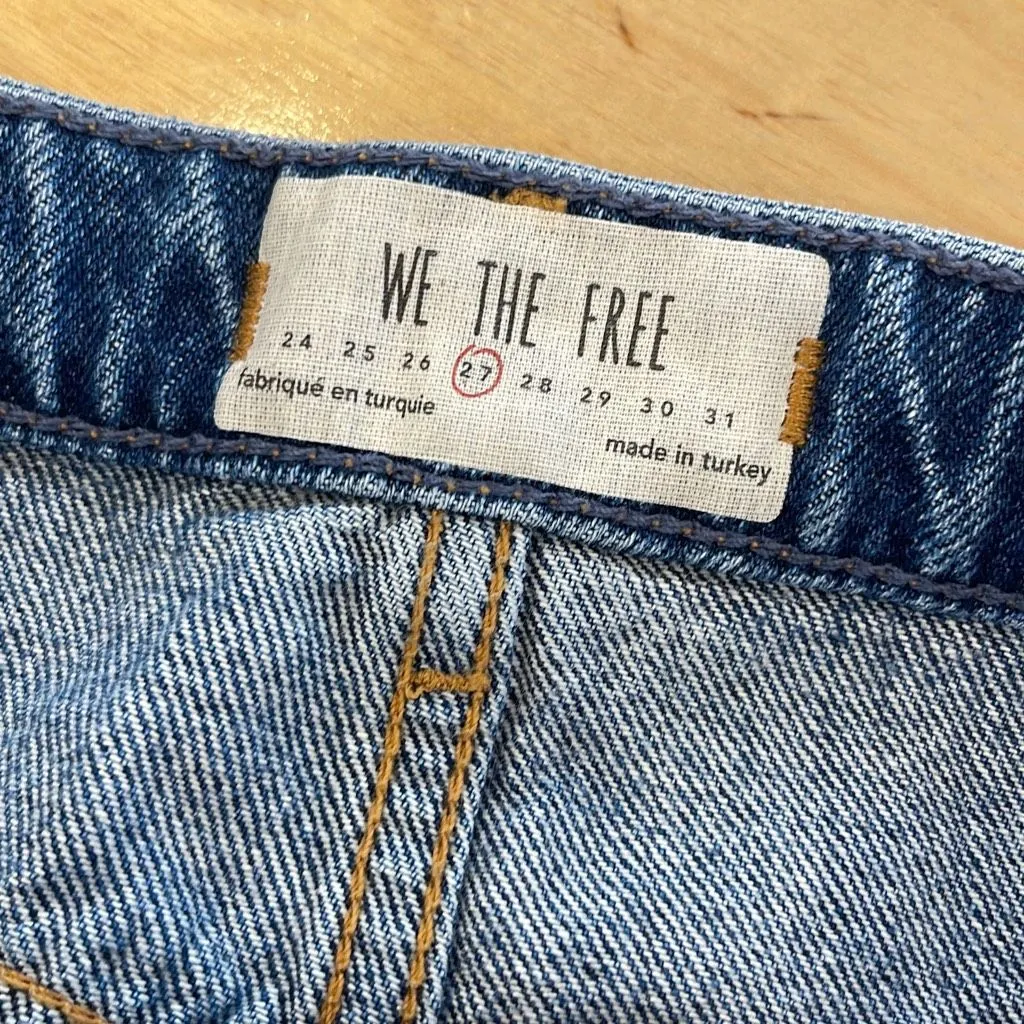 WE THE FREE
24 25 26 27 28 29 30 31
fabriqué en turquie
made in turkey